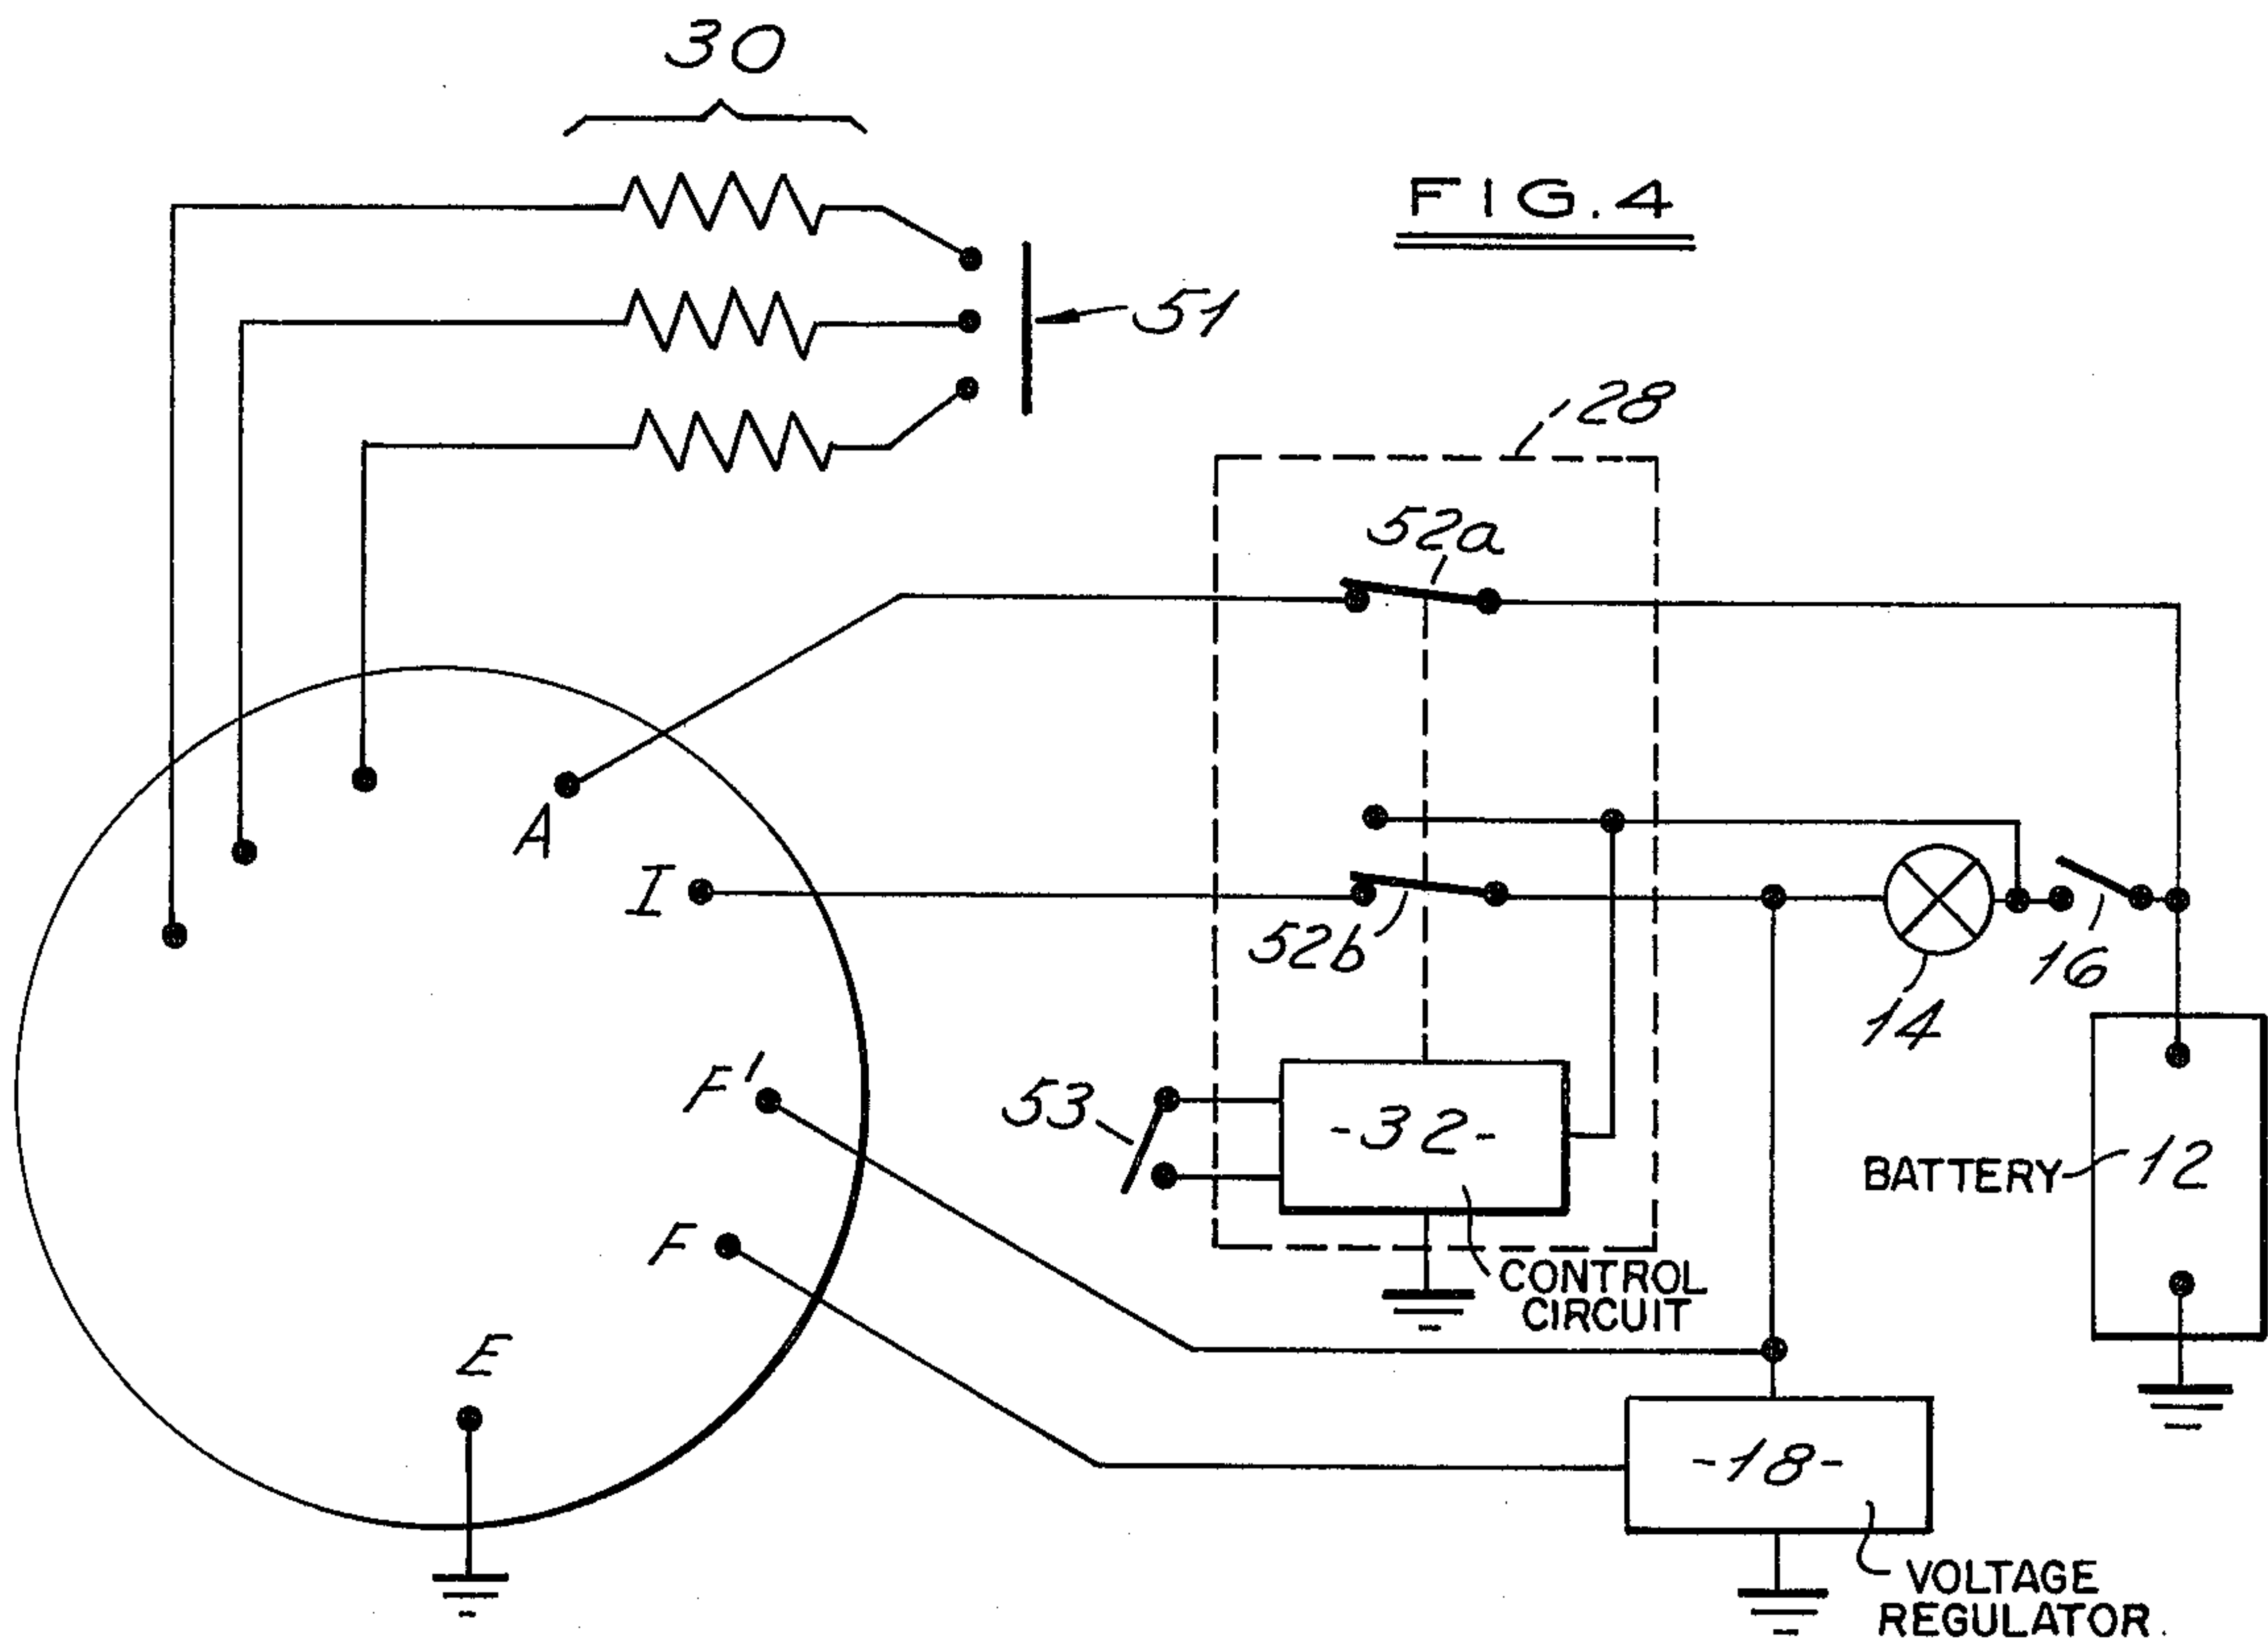 30
FIG. 4
51
28
52a
A
I
52b
16
14
F'
53
-32-
BATTERY
12
F
CONTROL
CIRCUIT
E
-18-
VOLTAGE
REGULATOR.